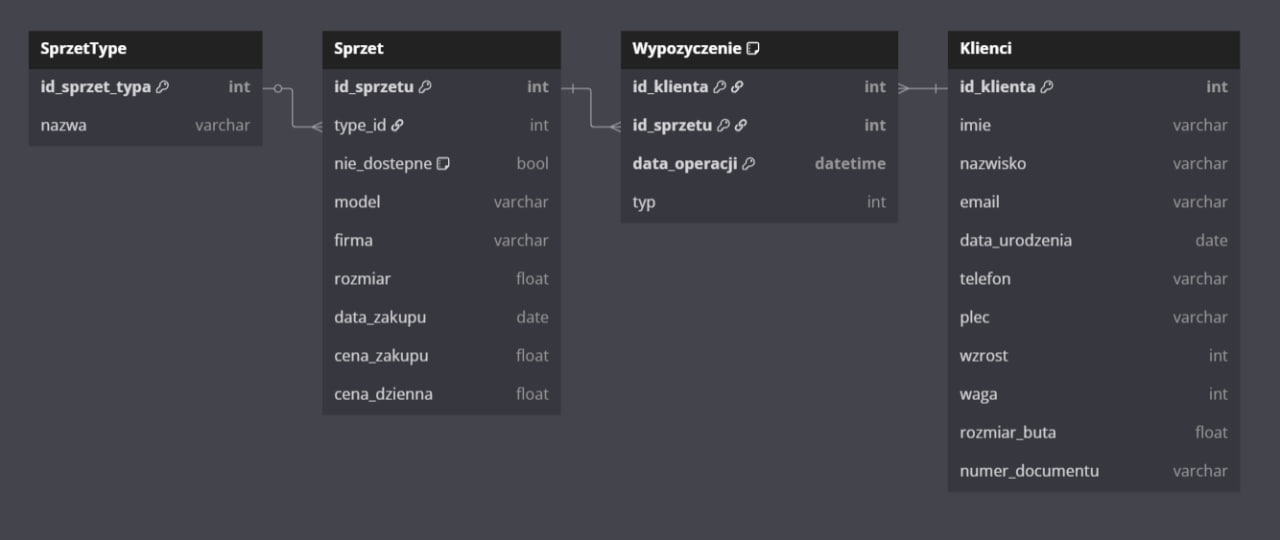 SprzetType
id_sprzet_typa int
nazwa varchar
Sprzet
id_sprzetu int
type_id int
nie_dostepne bool
model varchar
firma varchar
rozmiar float
data_zakupu date
cena_zakupu float
cena_dzienna float
Wypozyczenie
id_klienta int
id_sprzetu int
data_operacji datetime
typ int
Klienci
id_klienta int
imie varchar
nazwisko varchar
email varchar
data_urodzenia date
telefon varchar
plec varchar
wzrost int
waga int
rozmiar_buta float
numer_documentu varchar